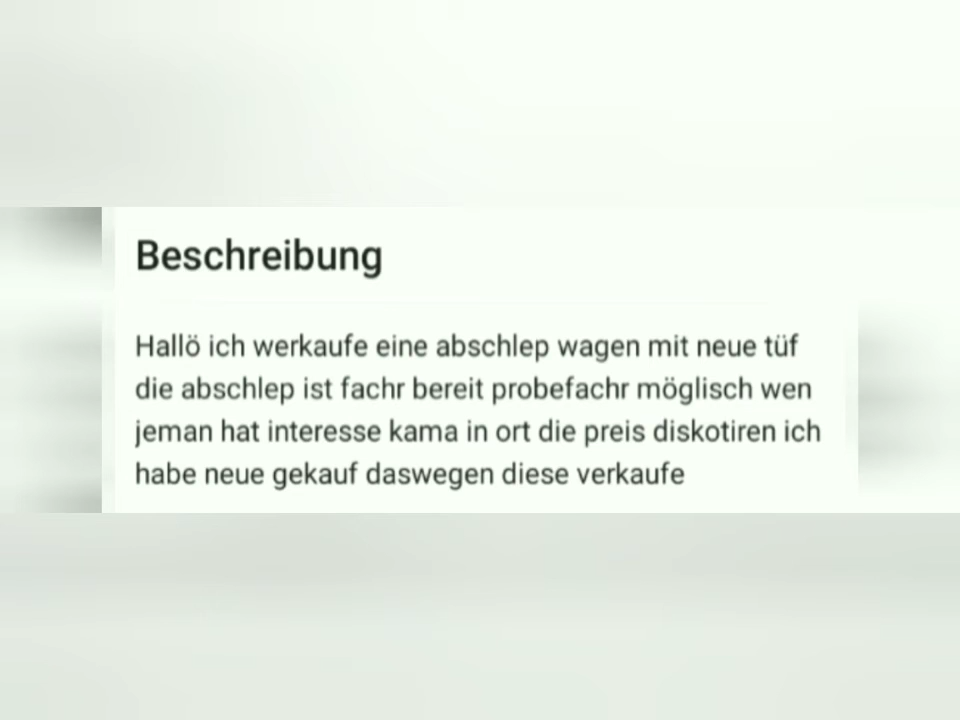 Beschreibung
Hallö ich werkaufe eine abschlep wagen mit neue tüf
die abschlep ist fachr bereit probefachr möglisch wen
jeman hat interesse kama in ort die preis diskotiren ich
habe neue gekauf daswegen diese verkaufe